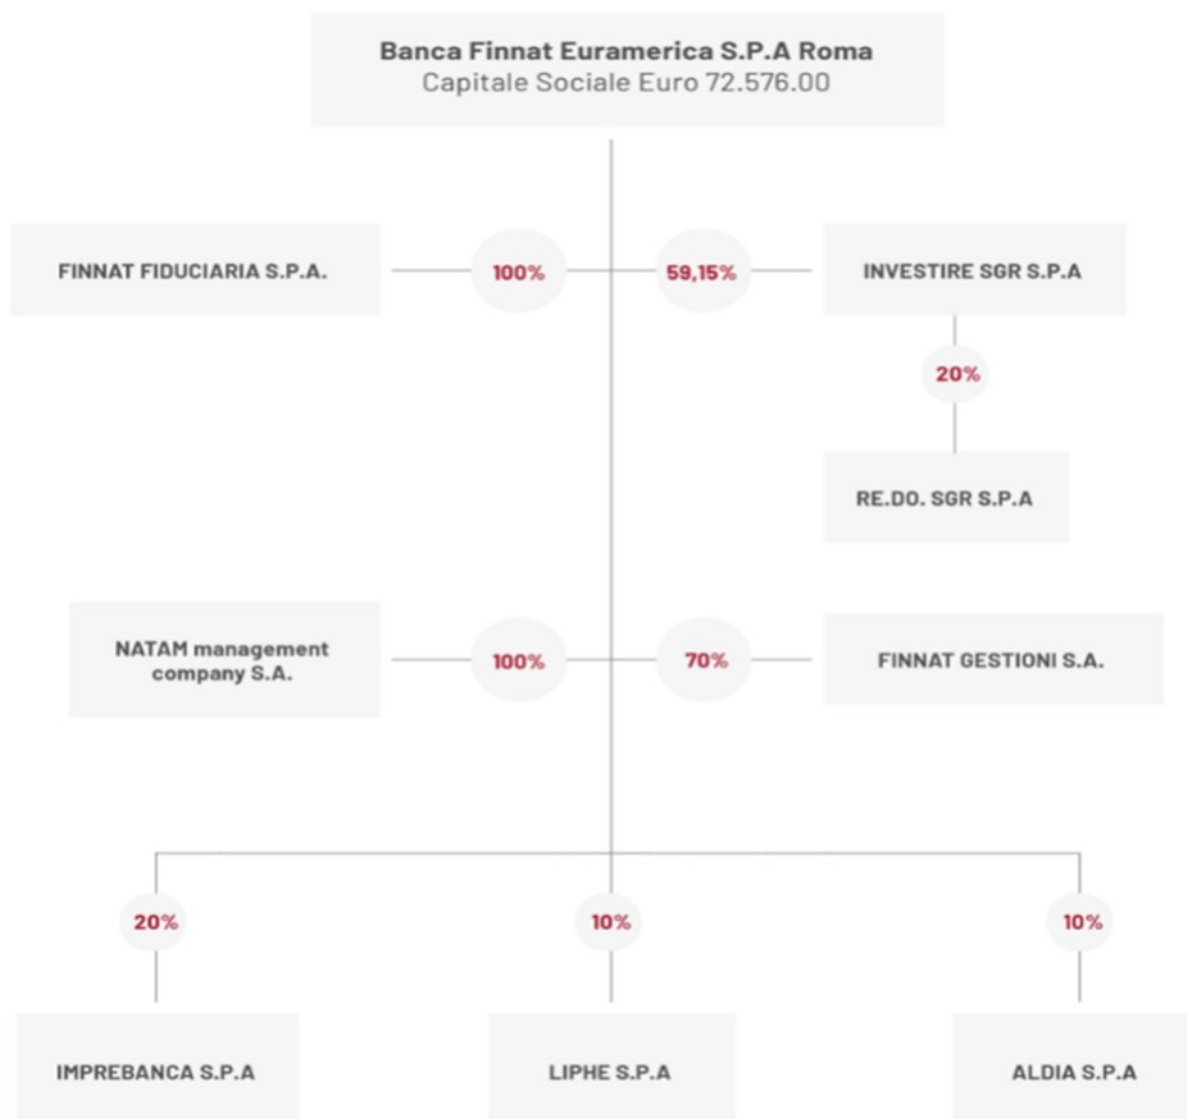 Banca Finnat Euramerica S.P.A Roma
Capitale Sociale Euro 72.576.00
FINNAT FIDUCIARIA S.P.A.
100%
59,15%
INVESTIRE SGR S.P.A
20%
RE.DO. SGR S.P.A
NATAM management
company S.A.
100%
70%
FINNAT GESTIONI S.A.
20%
10%
10%
IMPREBANCA S.P.A
LIPHE S.P.A
ALDIA S.P.A